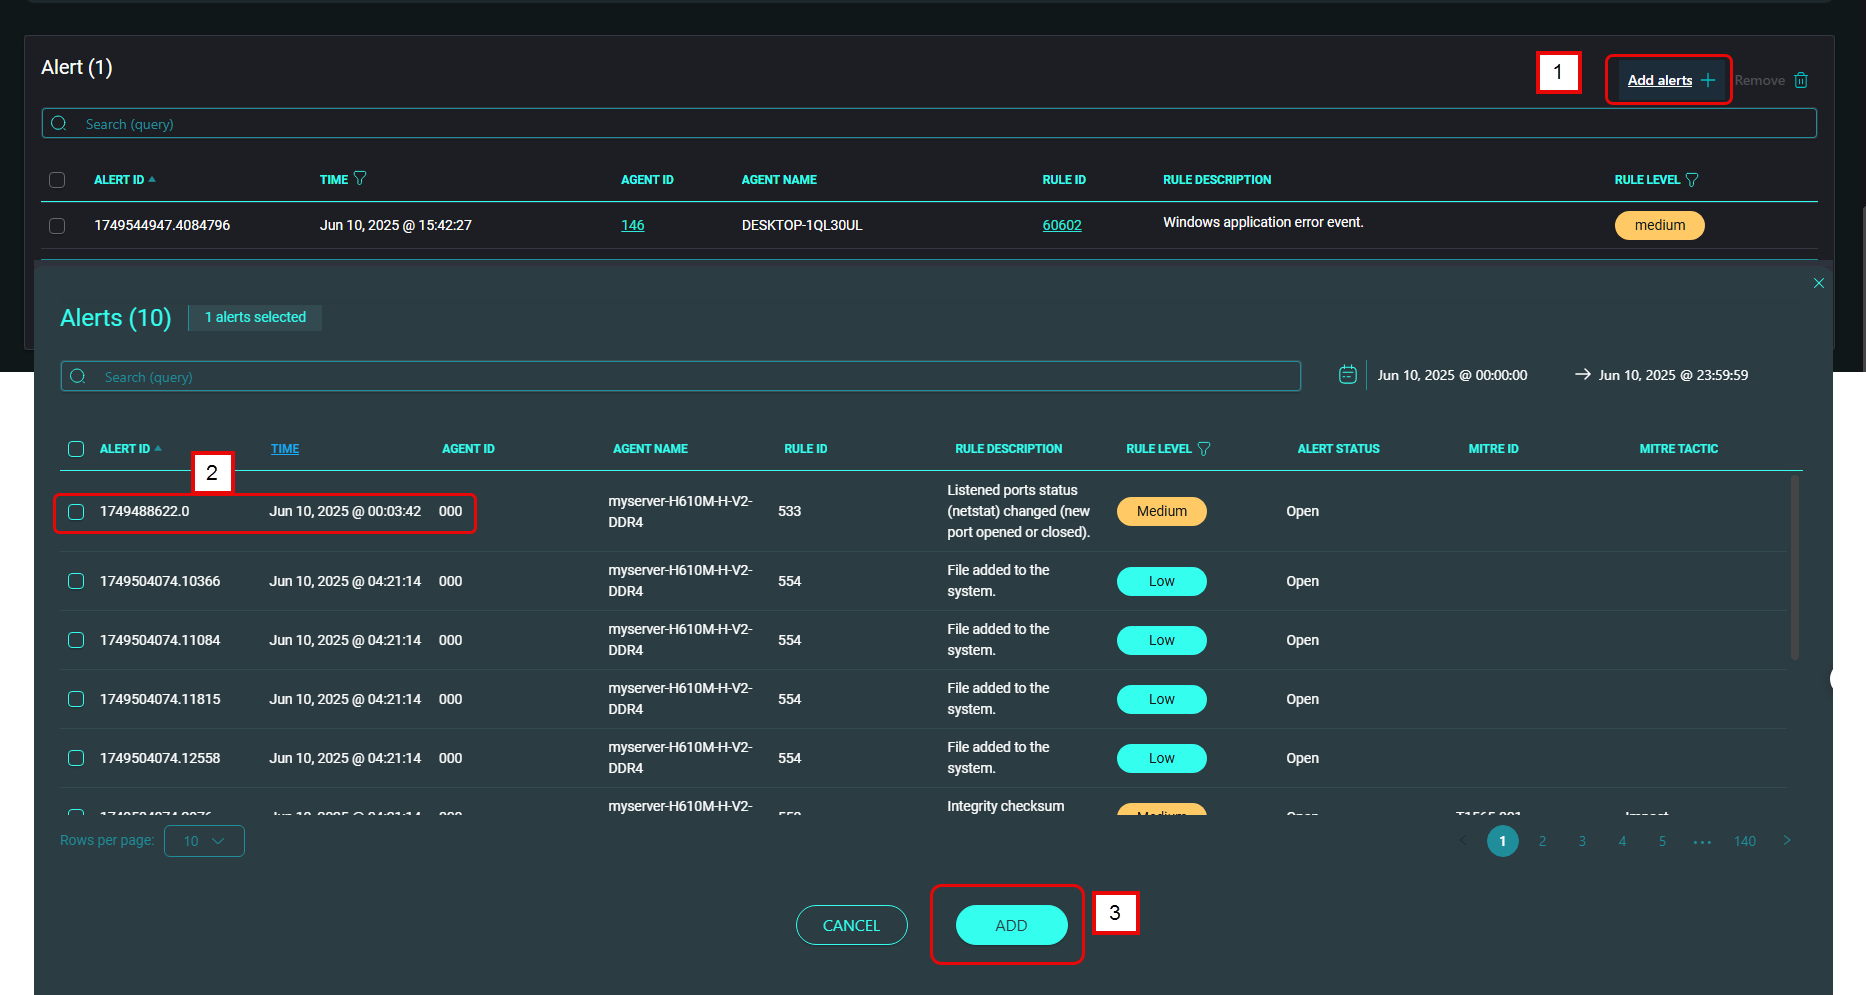 Alert (1)
1
Add alerts
Remove
Search (query)
ALERT ID TIME AGENT ID AGENT NAME RULE ID RULE DESCRIPTION RULE LEVEL
1749544947.4084796 Jun 10, 2025 @ 15:42:27 146 DESKTOP-1QL30UL 60602 Windows application error event. medium
Alerts (10) 1 alerts selected
Search (query)
Jun 10, 2025 @ 00:00:00 → Jun 10, 2025 @ 23:59:59
ALERT ID TIME AGENT ID AGENT NAME RULE ID RULE DESCRIPTION RULE LEVEL ALERT STATUS MITRE ID MITRE TACTIC
2
1749488622.0 Jun 10, 2025 @ 00:03:42 000
myserver-H610M-H-V2-
DDR4
533
Listened ports status
(netstat) changed (new
port opened or closed).
Medium
Open
1749504074.10366 Jun 10, 2025 @ 04:21:14 000
myserver-H610M-H-V2-
DDR4
554
File added to the
system.
Low
Open
1749504074.11084 Jun 10, 2025 @ 04:21:14 000
myserver-H610M-H-V2-
DDR4
554
File added to the
system.
Low
Open
1749504074.11815 Jun 10, 2025 @ 04:21:14 000
myserver-H610M-H-V2-
DDR4
554
File added to the
system.
Low
Open
1749504074.12558 Jun 10, 2025 @ 04:21:14 000
myserver-H610M-H-V2-
DDR4
554
File added to the
system.
Low
Open
myserver-H610M-H-V2-
Integrity checksum
Rows per page: 10
1 2 3 4 5 ••• 140
CANCEL
ADD
3